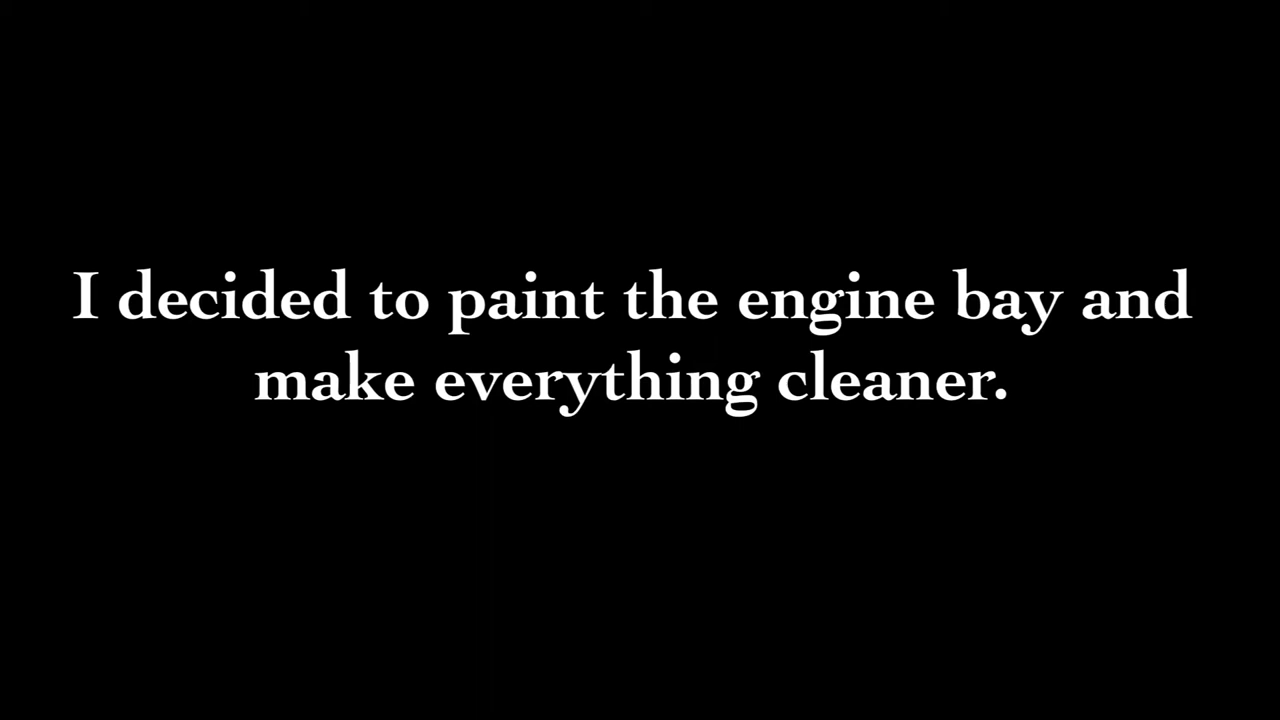 I decided to paint the engine bay and
make everything cleaner.